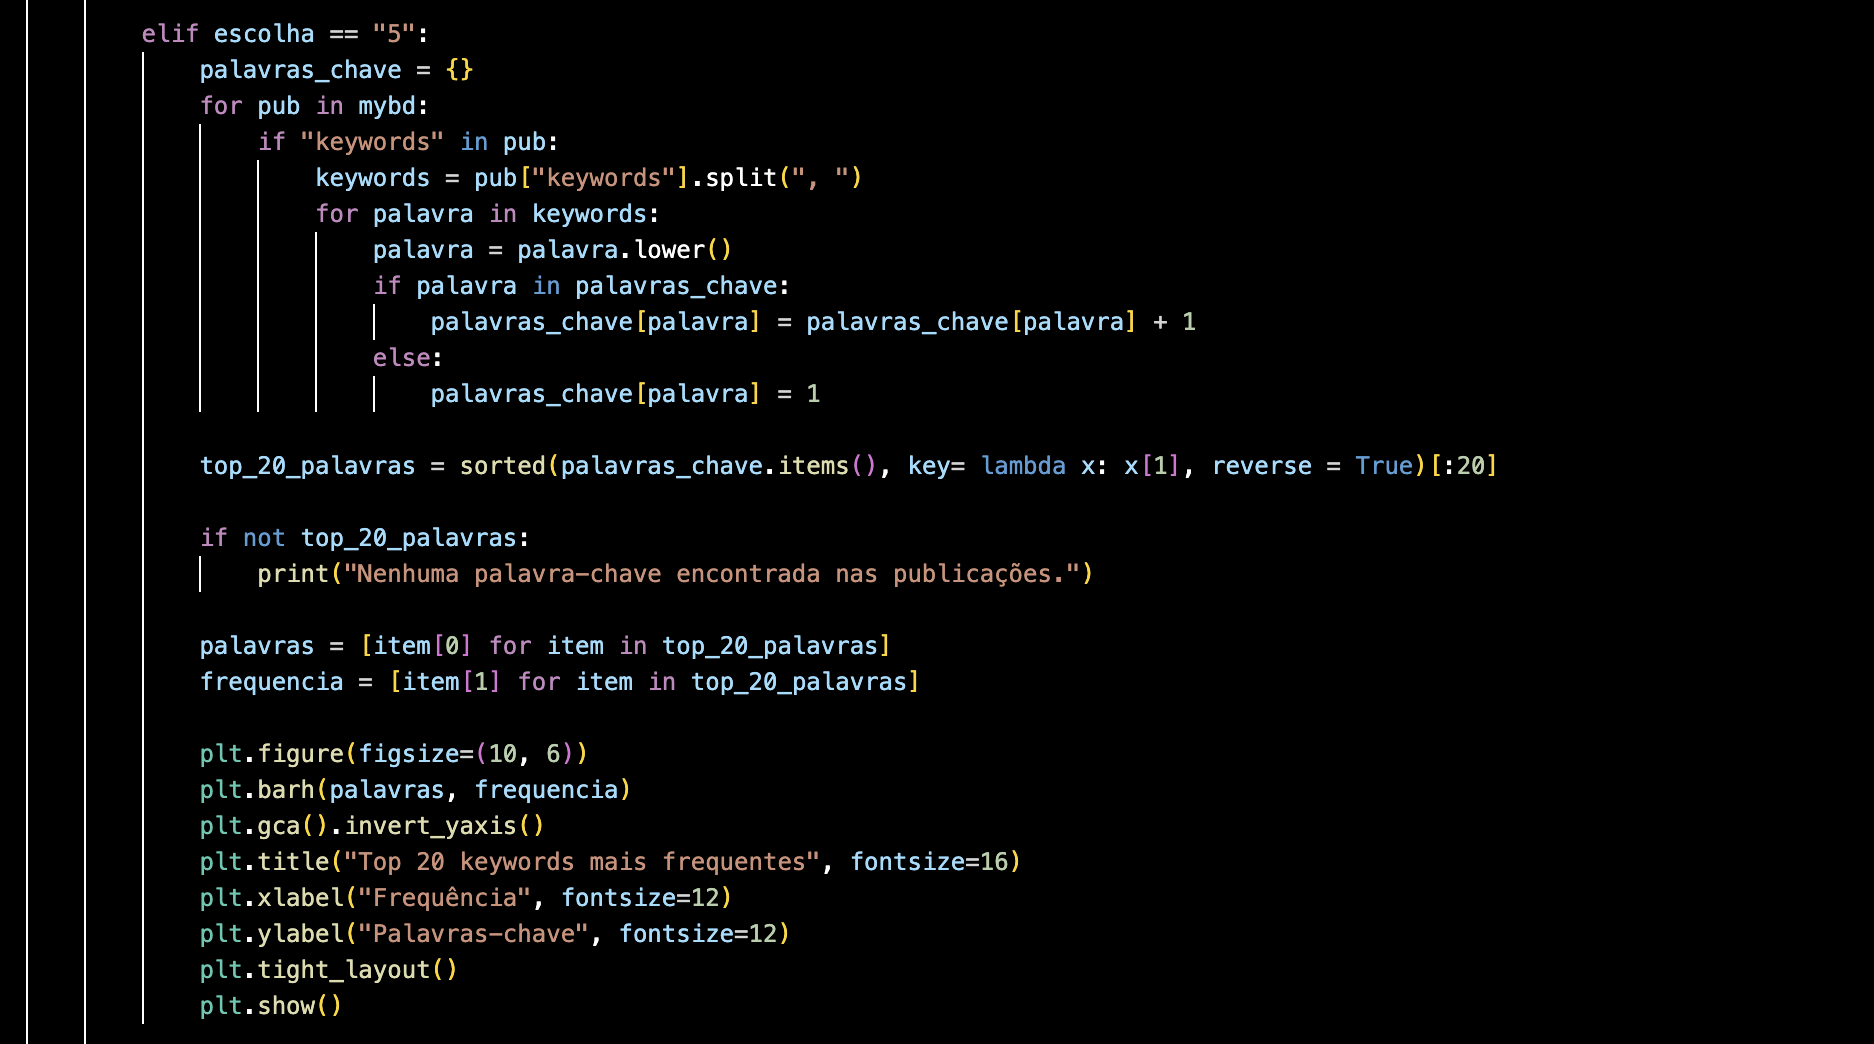 elif escolha == "5":
    palavras_chave = {}
    for pub in mybd:
        if "keywords" in pub:
            keywords = pub["keywords"].split(", ")
            for palavra in keywords:
                palavra = palavra.lower()
                if palavra in palavras_chave:
                    palavras_chave[palavra] = palavras_chave[palavra] + 1
                else:
                    palavras_chave[palavra] = 1

    top_20_palavras = sorted(palavras_chave.items(), key= lambda x: x[1], reverse = True)[:20]

    if not top_20_palavras:
        print("Nenhuma palavra-chave encontrada nas publicações.")

    palavras = [item[0] for item in top_20_palavras]
    frequencia = [item[1] for item in top_20_palavras]

    plt.figure(figsize=(10, 6))
    plt.barh(palavras, frequencia)
    plt.gca().invert_yaxis()
    plt.title("Top 20 keywords mais frequentes", fontsize=16)
    plt.xlabel("Frequência", fontsize=12)
    plt.ylabel("Palavras-chave", fontsize=12)
    plt.tight_layout()
    plt.show()